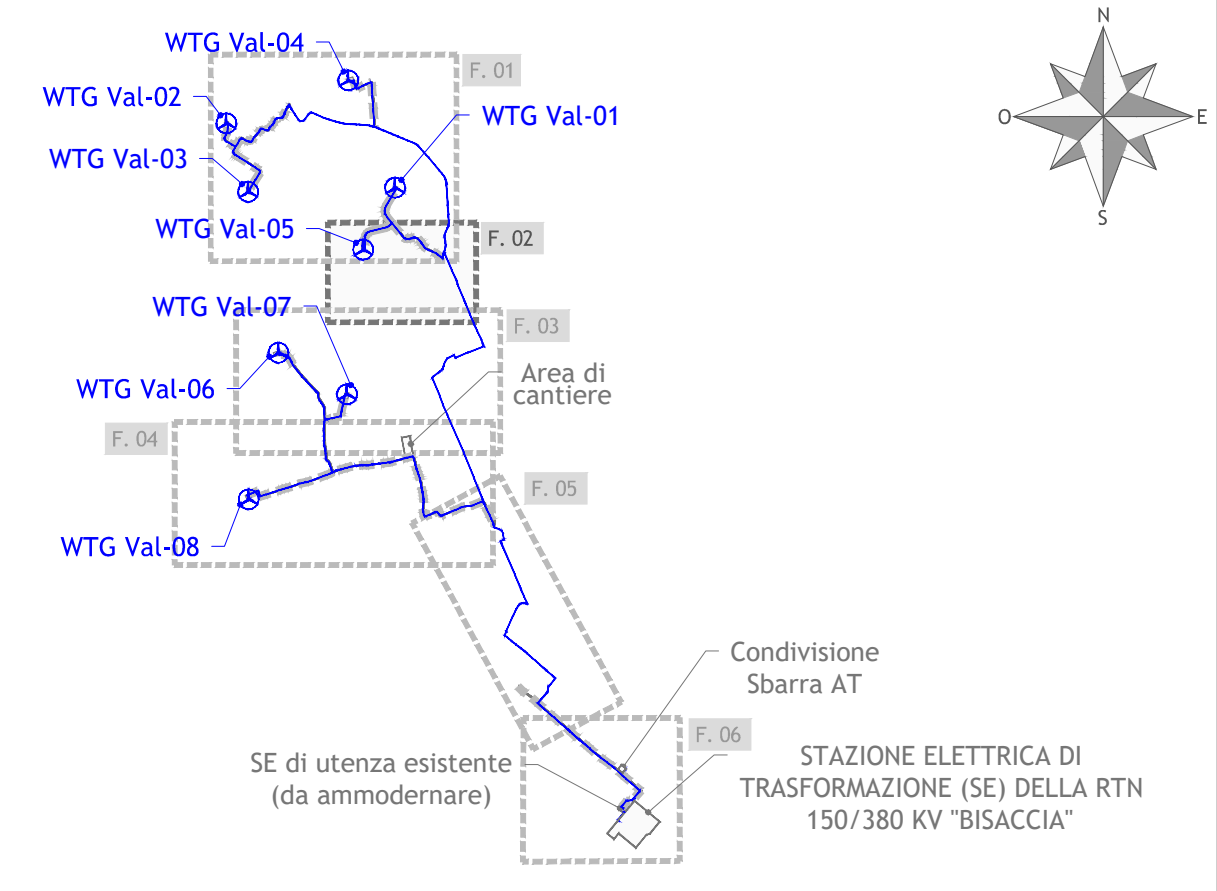 N
O
E
S
WTG Val-04
F. 01
WTG Val-02
WTG Val-01
WTG Val-03
WTG Val-05
F. 02
WTG Val-07
F. 03
Area di
cantiere
WTG Val-06
F. 04
F. 05
WTG Val-08
Condivisione
Sbarra AT
F. 06
SE di utenza esistente
(da ammodernare)
STAZIONE ELETTRICA DI
TRASFORMAZIONE (SE) DELLA RTN
150/380 KV "BISACCIA"